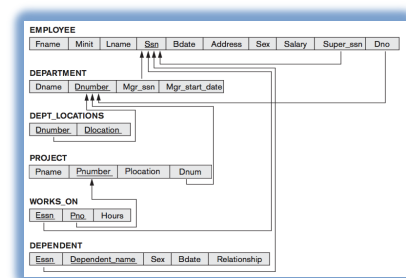 EMPLOYEE
Fname Minit Lname Ssn Bdate Address Sex Salary Super_ssn Dno
DEPARTMENT
Dname Dnumber Mgr_ssn Mgr_start_date
DEPT_LOCATIONS
Dnumber Dlocation
PROJECT
Pname Pnumber Plocation Dnum
WORKS_ON
Essn Pno Hours
DEPENDENT
Essn Dependent_name Sex Bdate Relationship